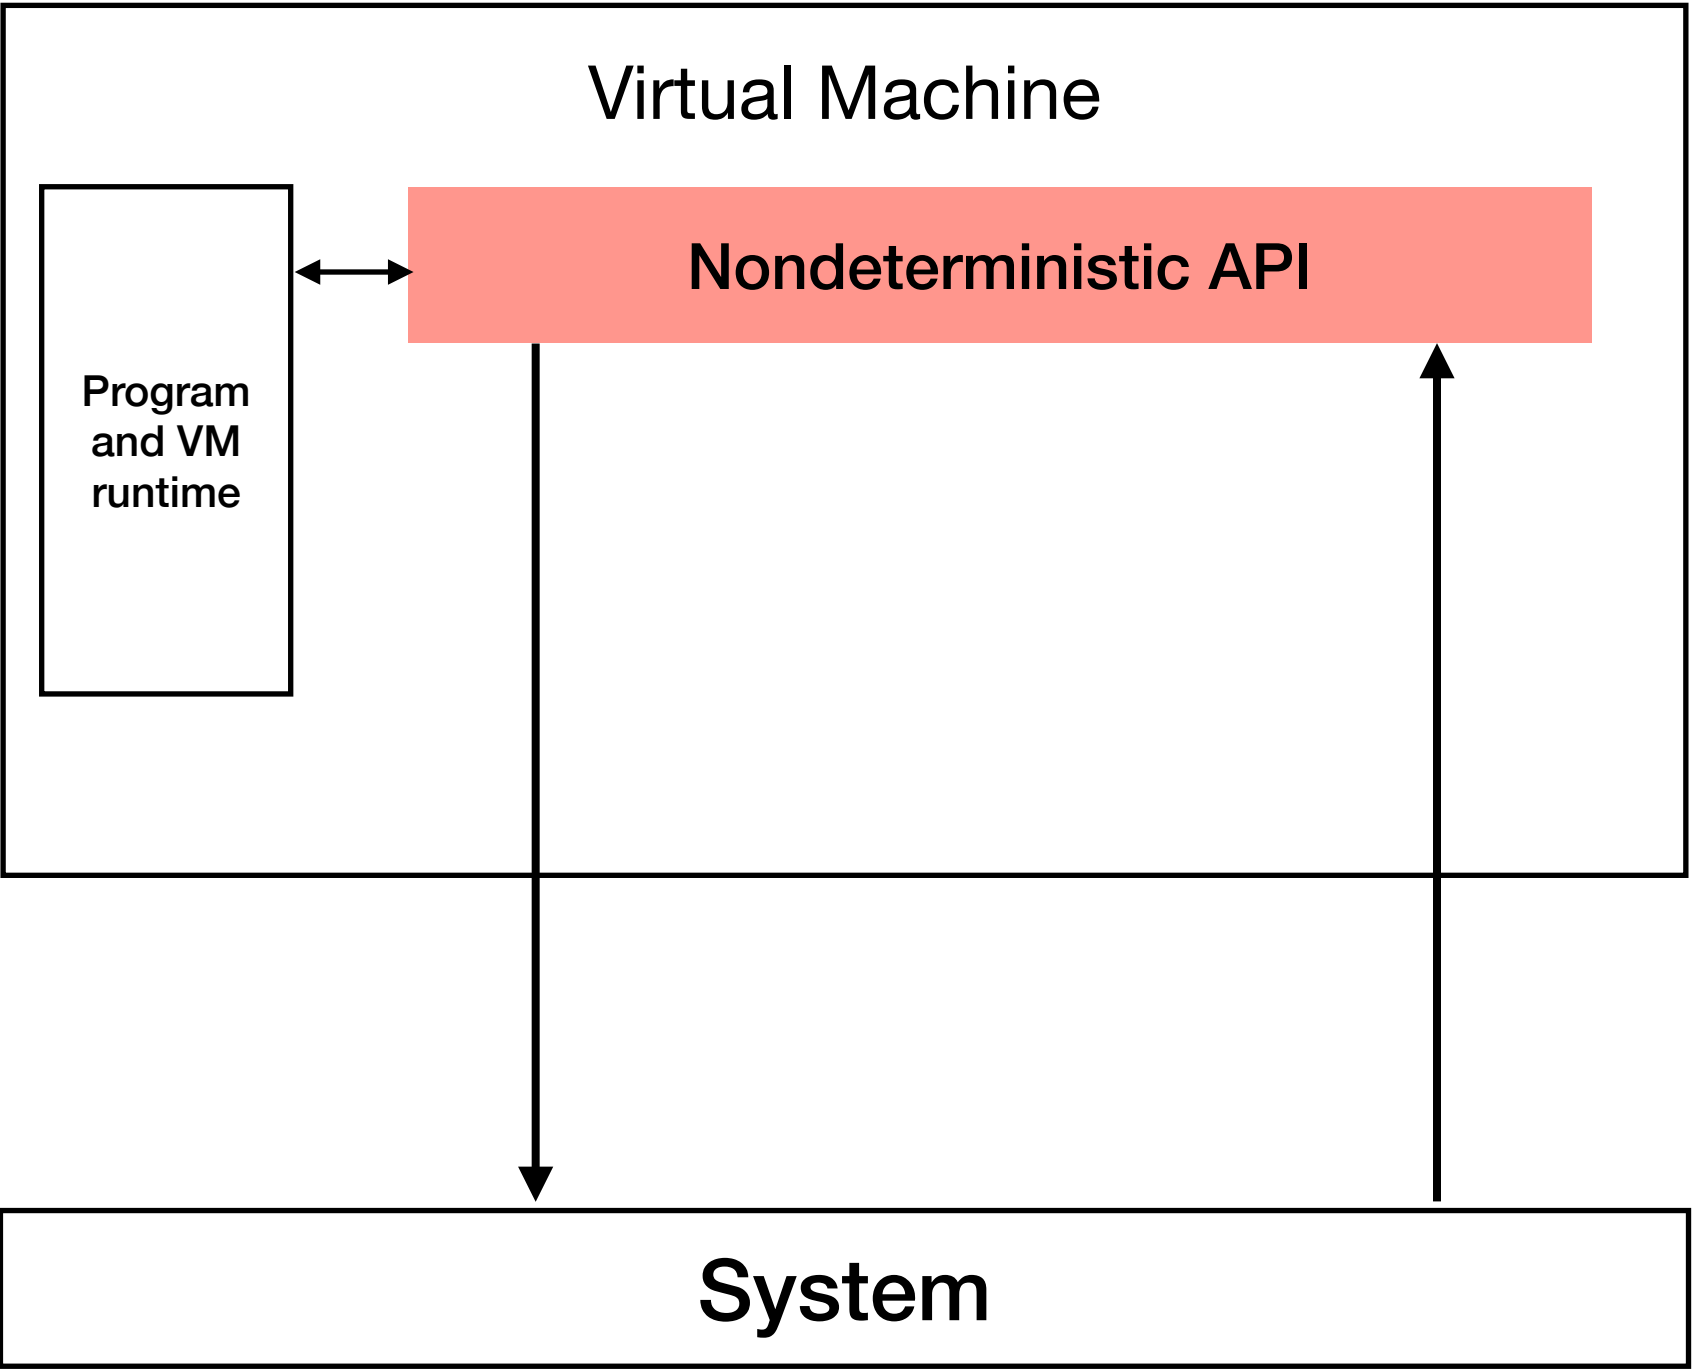 Virtual Machine
Nondeterministic API
Program
and VM
runtime
System